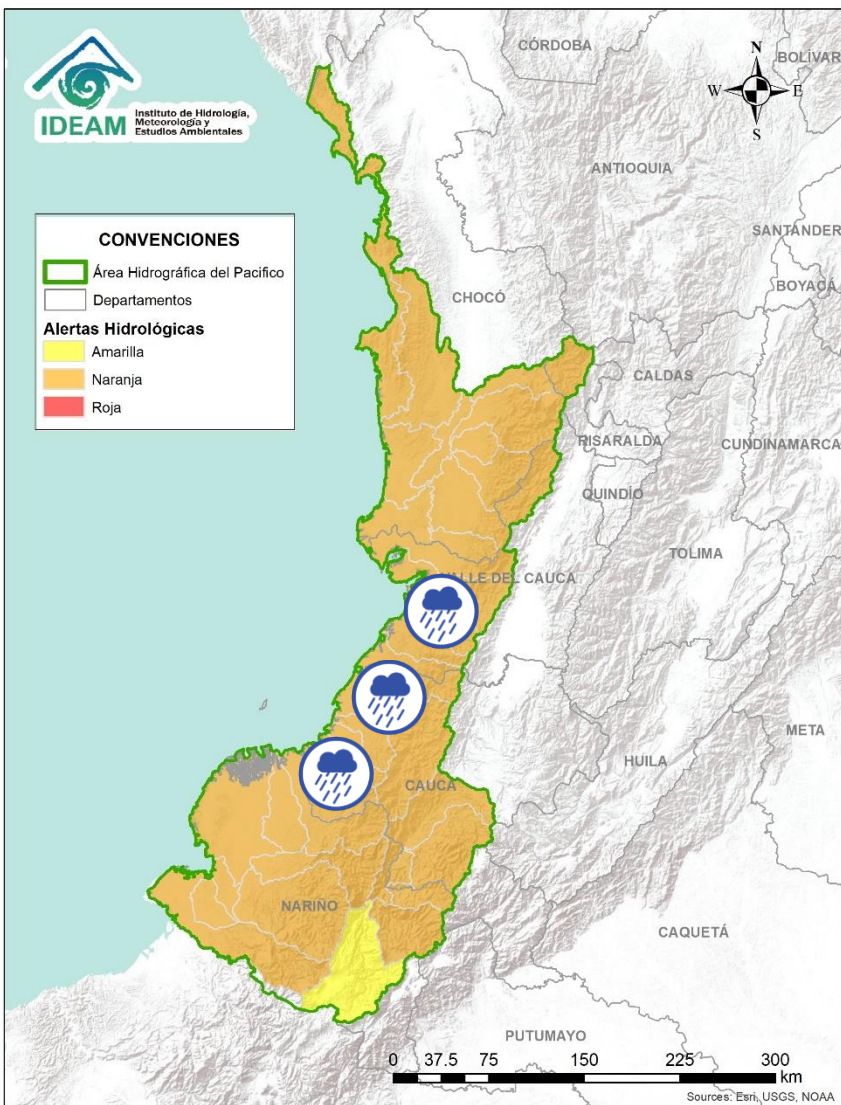 IDEAM
Instituto de Hidrología,
Meteorología y
Estudios Ambientales
CÓRDOBA
BOLÍVAR
N
W
E
S
ANTIOQUIA
SANTANDER
BOYACÁ
CONVENCIONES
Área Hidrográfica del Pacifico
Departamentos
Alertas Hidrológicas
Amarilla
Naranja
Roja
CHOCÓ
CALDAS
RISARALDA
CUNDINAMARCA
QUINDÍO
TOLIMA
VALLE DEL CAUCA
META
HUILA
CAUCA
NARIÑO
CAQUETÁ
PUTUMAYO
0 37.5 75 150 225 300
km
Sources: Esri, USGS, NOAA